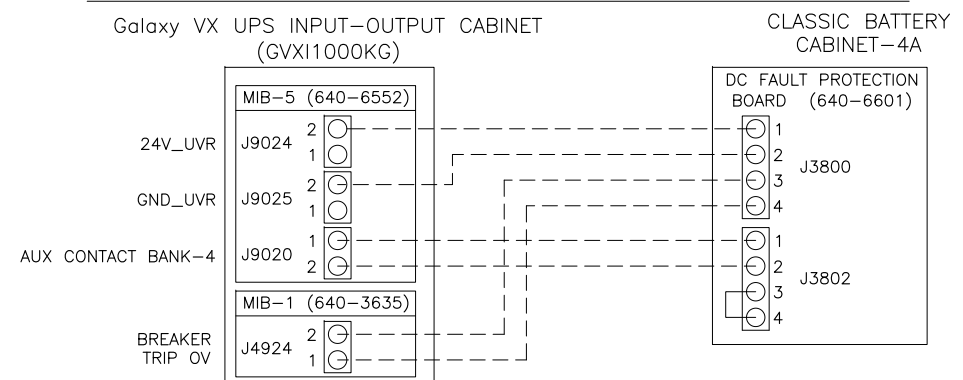 Galaxy VX UPS INPUT-OUTPUT CABINET
(GVXI1000KG)
CLASSIC BATTERY
CABINET-4A
MIB-5 (640-6552)
24V_UVR
J9024
2
1
GND_UVR
J9025
2
1
AUX CONTACT BANK-4
J9020
1
2
MIB-1 (640-3635)
BREAKER
TRIP OV
J4924
2
1
DC FAULT PROTECTION
BOARD (640-6601)
1
2
3
4
J3800
1
2
3
4
J3802